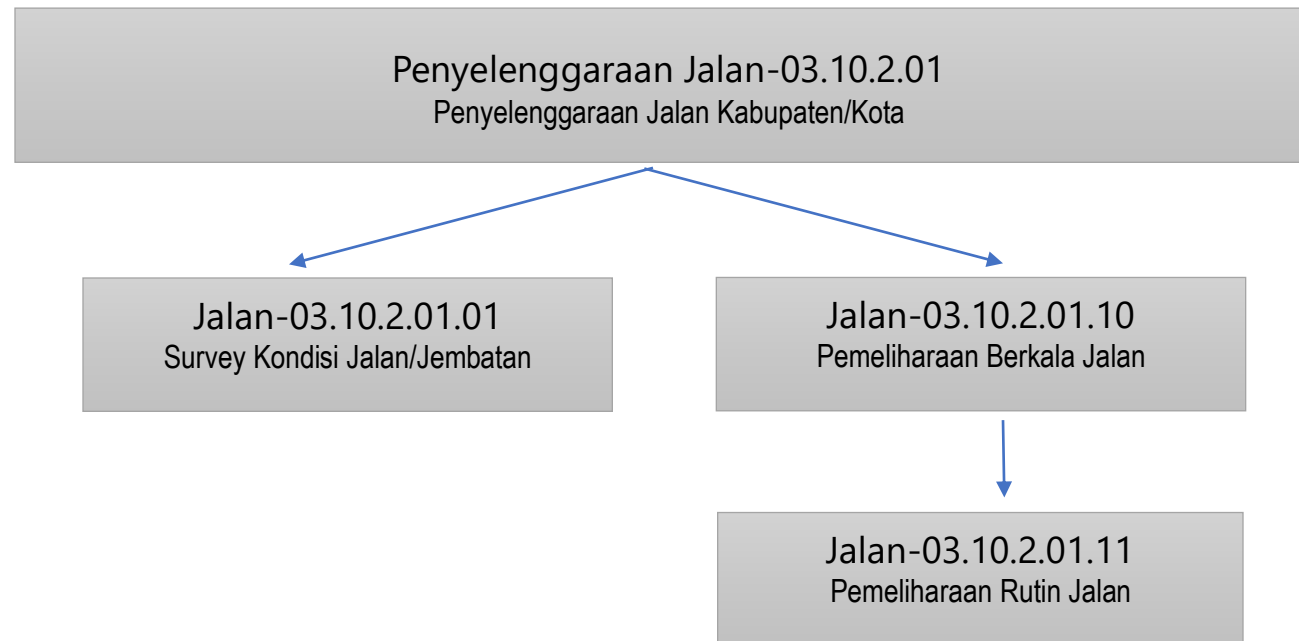 Penyelenggaraan Jalan-03.10.2.01
Penyelenggaraan Jalan Kabupaten/Kota
Jalan-03.10.2.01.01
Survey Kondisi Jalan/Jembatan
Jalan-03.10.2.01.10
Pemeliharaan Berkala Jalan
Jalan-03.10.2.01.11
Pemeliharaan Rutin Jalan